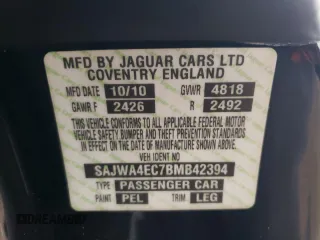 MFD BY JAGUAR CARS LTD
COVENTRY ENGLAND
MFD DATE 10/10 GVWR 4818
GAWR.F 2426 R 2492
THIS VEHICLE CONFORMS TO ALL APPLICABLE FEDERAL MOTOR
VEHICLE SAFETY, BUMPER, AND THEFT PREVENTION STANDARDS
IN EFFECT ON THE DATE OF MANUFACTURE SHOWN ABOVE
VEH IDENT NO
SAJWA4EC7BMB42394
TYPE PASSENGER CAR
PAINT PEL TRIM LEG